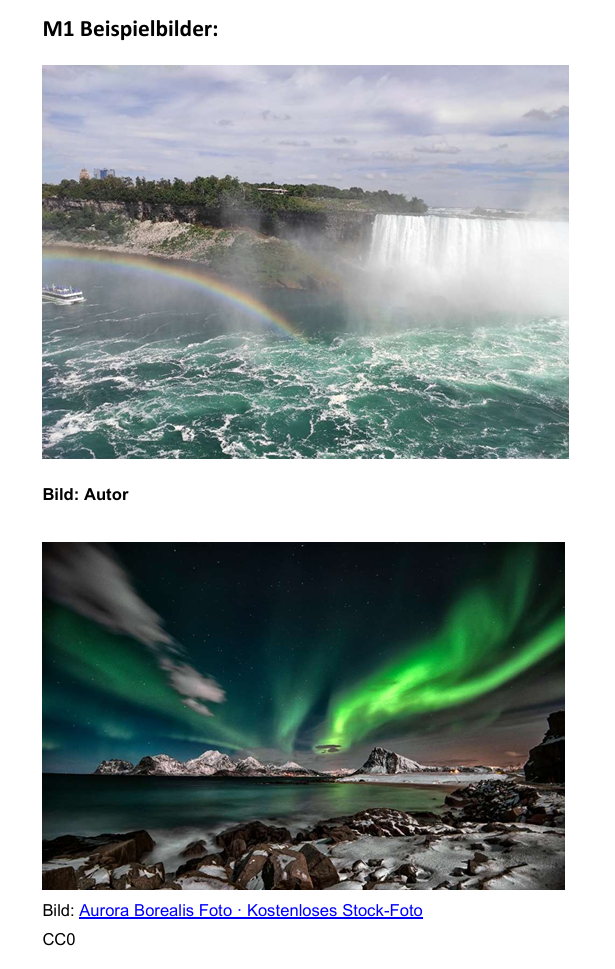 M1 Beispielbilder:
Bild: Autor
Bild: Aurora Borealis Foto · Kostenloses Stock-Foto
CC0